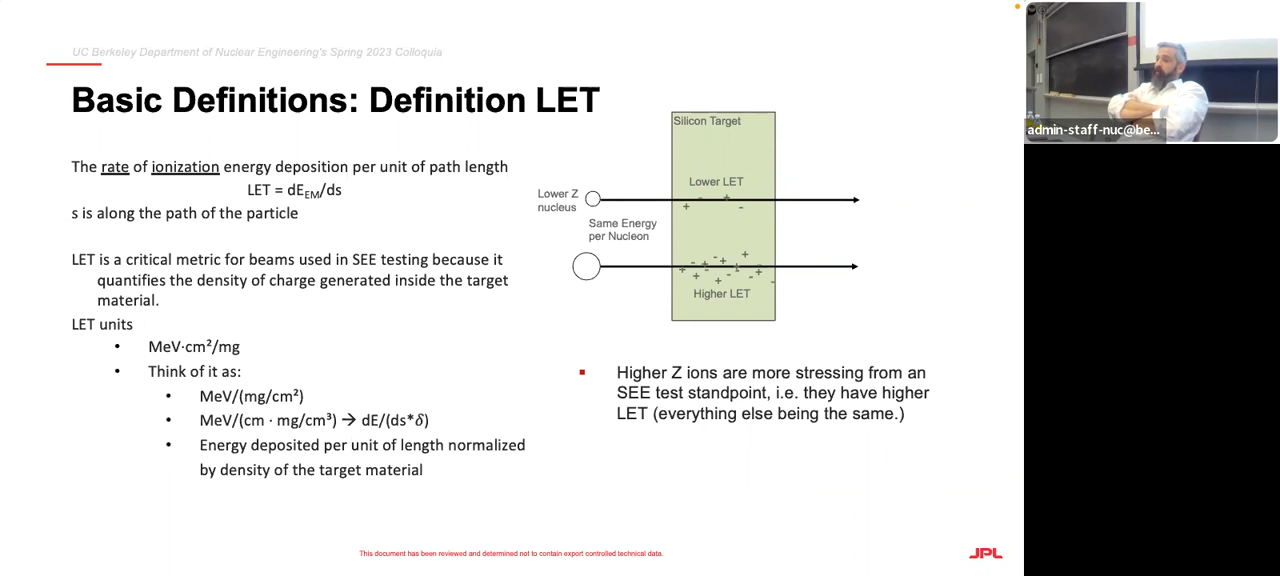 UC Berkeley Department of Nuclear Engineering's Spring 2023 Colloquia
Basic Definitions: Definition LET
The rate of ionization energy deposition per unit of path length
LET = dE_EM/ds
s is along the path of the particle
LET is a critical metric for beams used in SEE testing because it
quantifies the density of charge generated inside the target
material.
LET units
• MeV·cm²/mg
• Think of it as:
• MeV/(mg/cm²)
• MeV/(cm · mg/cm³) → dE/(ds*δ)
• Energy deposited per unit of length normalized
by density of the target material
Silicon Target
Lower LET
Lower Z
nucleus
Same Energy
per Nucleon
Higher LET
▪ Higher Z ions are more stressing from an
SEE test standpoint, i.e. they have higher
LET (everything else being the same.)
This document has been reviewed and determined not to contain export controlled technical data.
JPL
admin-staff-nuc@be...